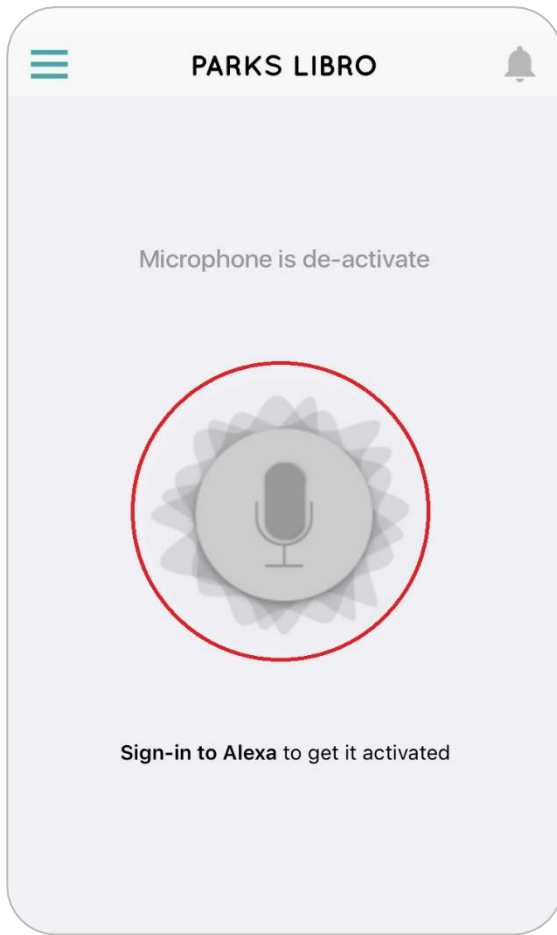 PARKS LIBRO
Microphone is de-activate
Sign-in to Alexa to get it activated